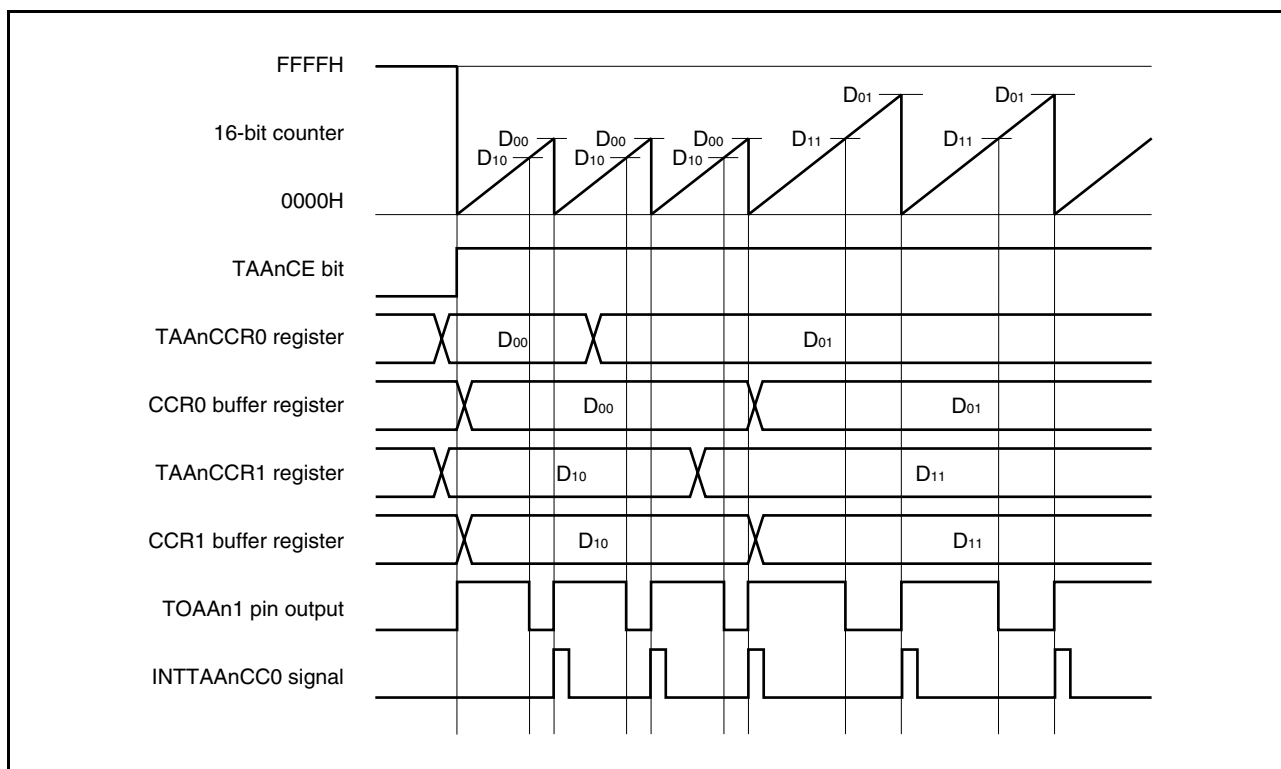 FFFFH
D01 D01
16-bit counter D00 D00 D00 D11 D11
D10 D10 D10
0000H
TAAnCE bit
TAAnCCR0 register D00 D01
CCR0 buffer register D00 D01
TAAnCCR1 register D10 D11
CCR1 buffer register D10 D11
TOAAn1 pin output
INTTAAnCC0 signal